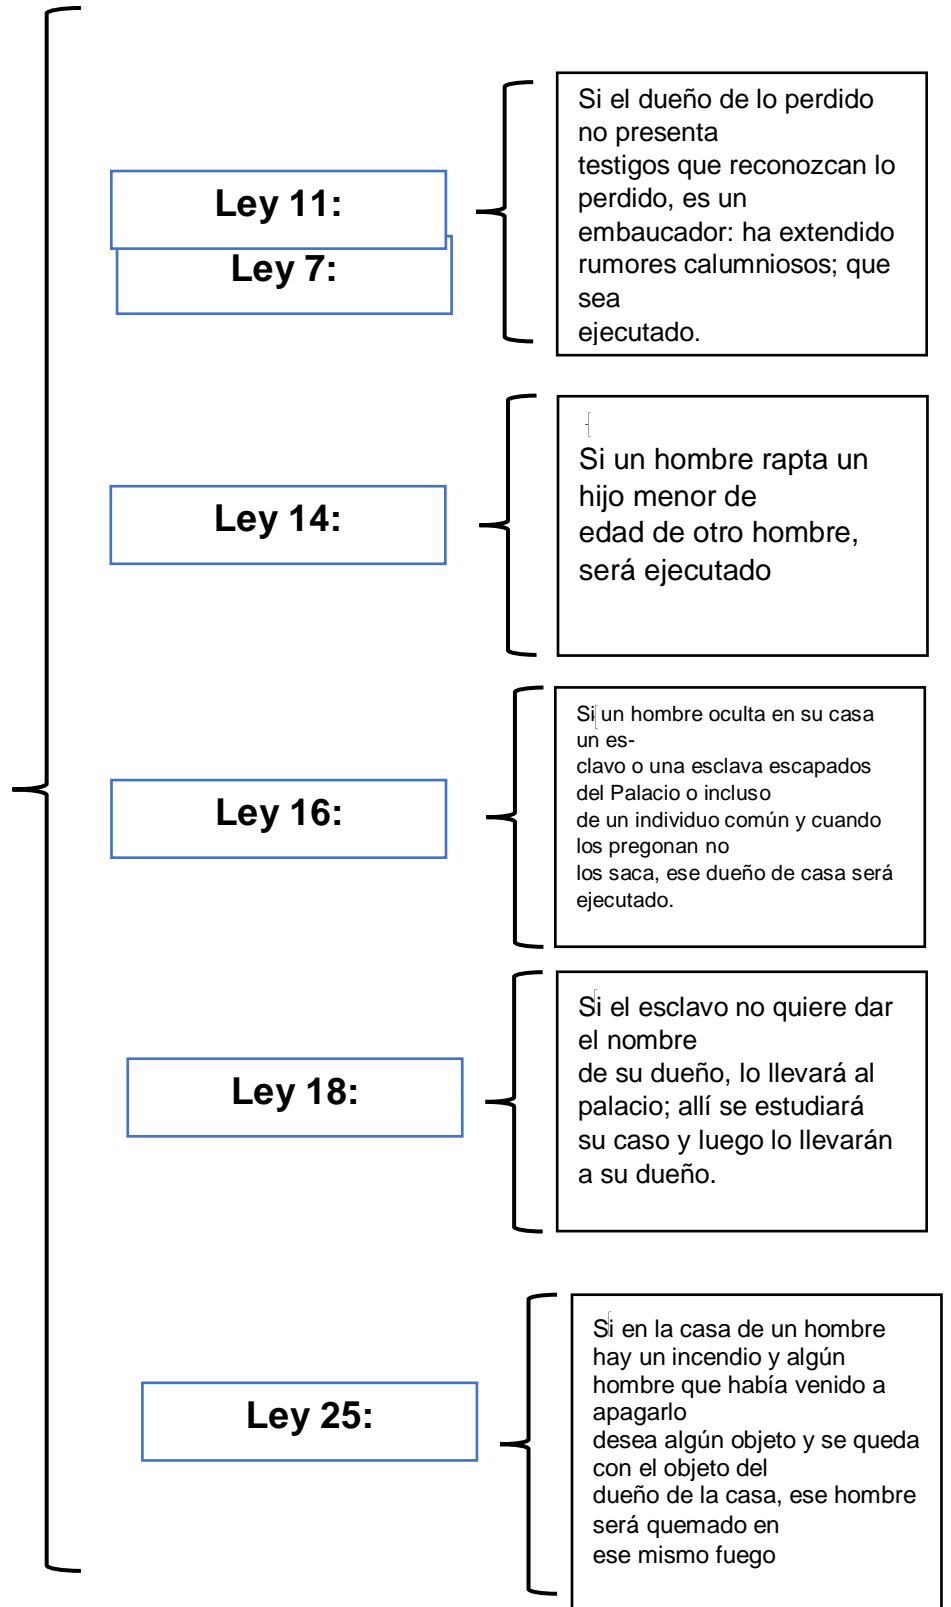 Ley 11:
Ley 7:
Si el dueño de lo perdido
no presenta
testigos que reconozcan lo
perdido, es un
embaucador: ha extendido
rumores calumniosos; que
sea
ejecutado.
Ley 14:
Si un hombre rapta un
hijo menor de
edad de otro hombre,
será ejecutado
Ley 16:
Si un hombre oculta en su casa
un es-
clavo o una esclava escapados
del Palacio o incluso
de un individuo común y cuando
los pregonan no
los saca, ese dueño de casa será
ejecutado.
Ley 18:
Si el esclavo no quiere dar
el nombre
de su dueño, lo llevará al
palacio; allí se estudiará
su caso y luego lo llevarán
a su dueño.
Ley 25:
Si en la casa de un hombre
hay un incendio y algún
hombre que había venido a
apagarlo
desea algún objeto y se queda
con el objeto del
dueño de la casa, ese hombre
será quemado en
ese mismo fuego